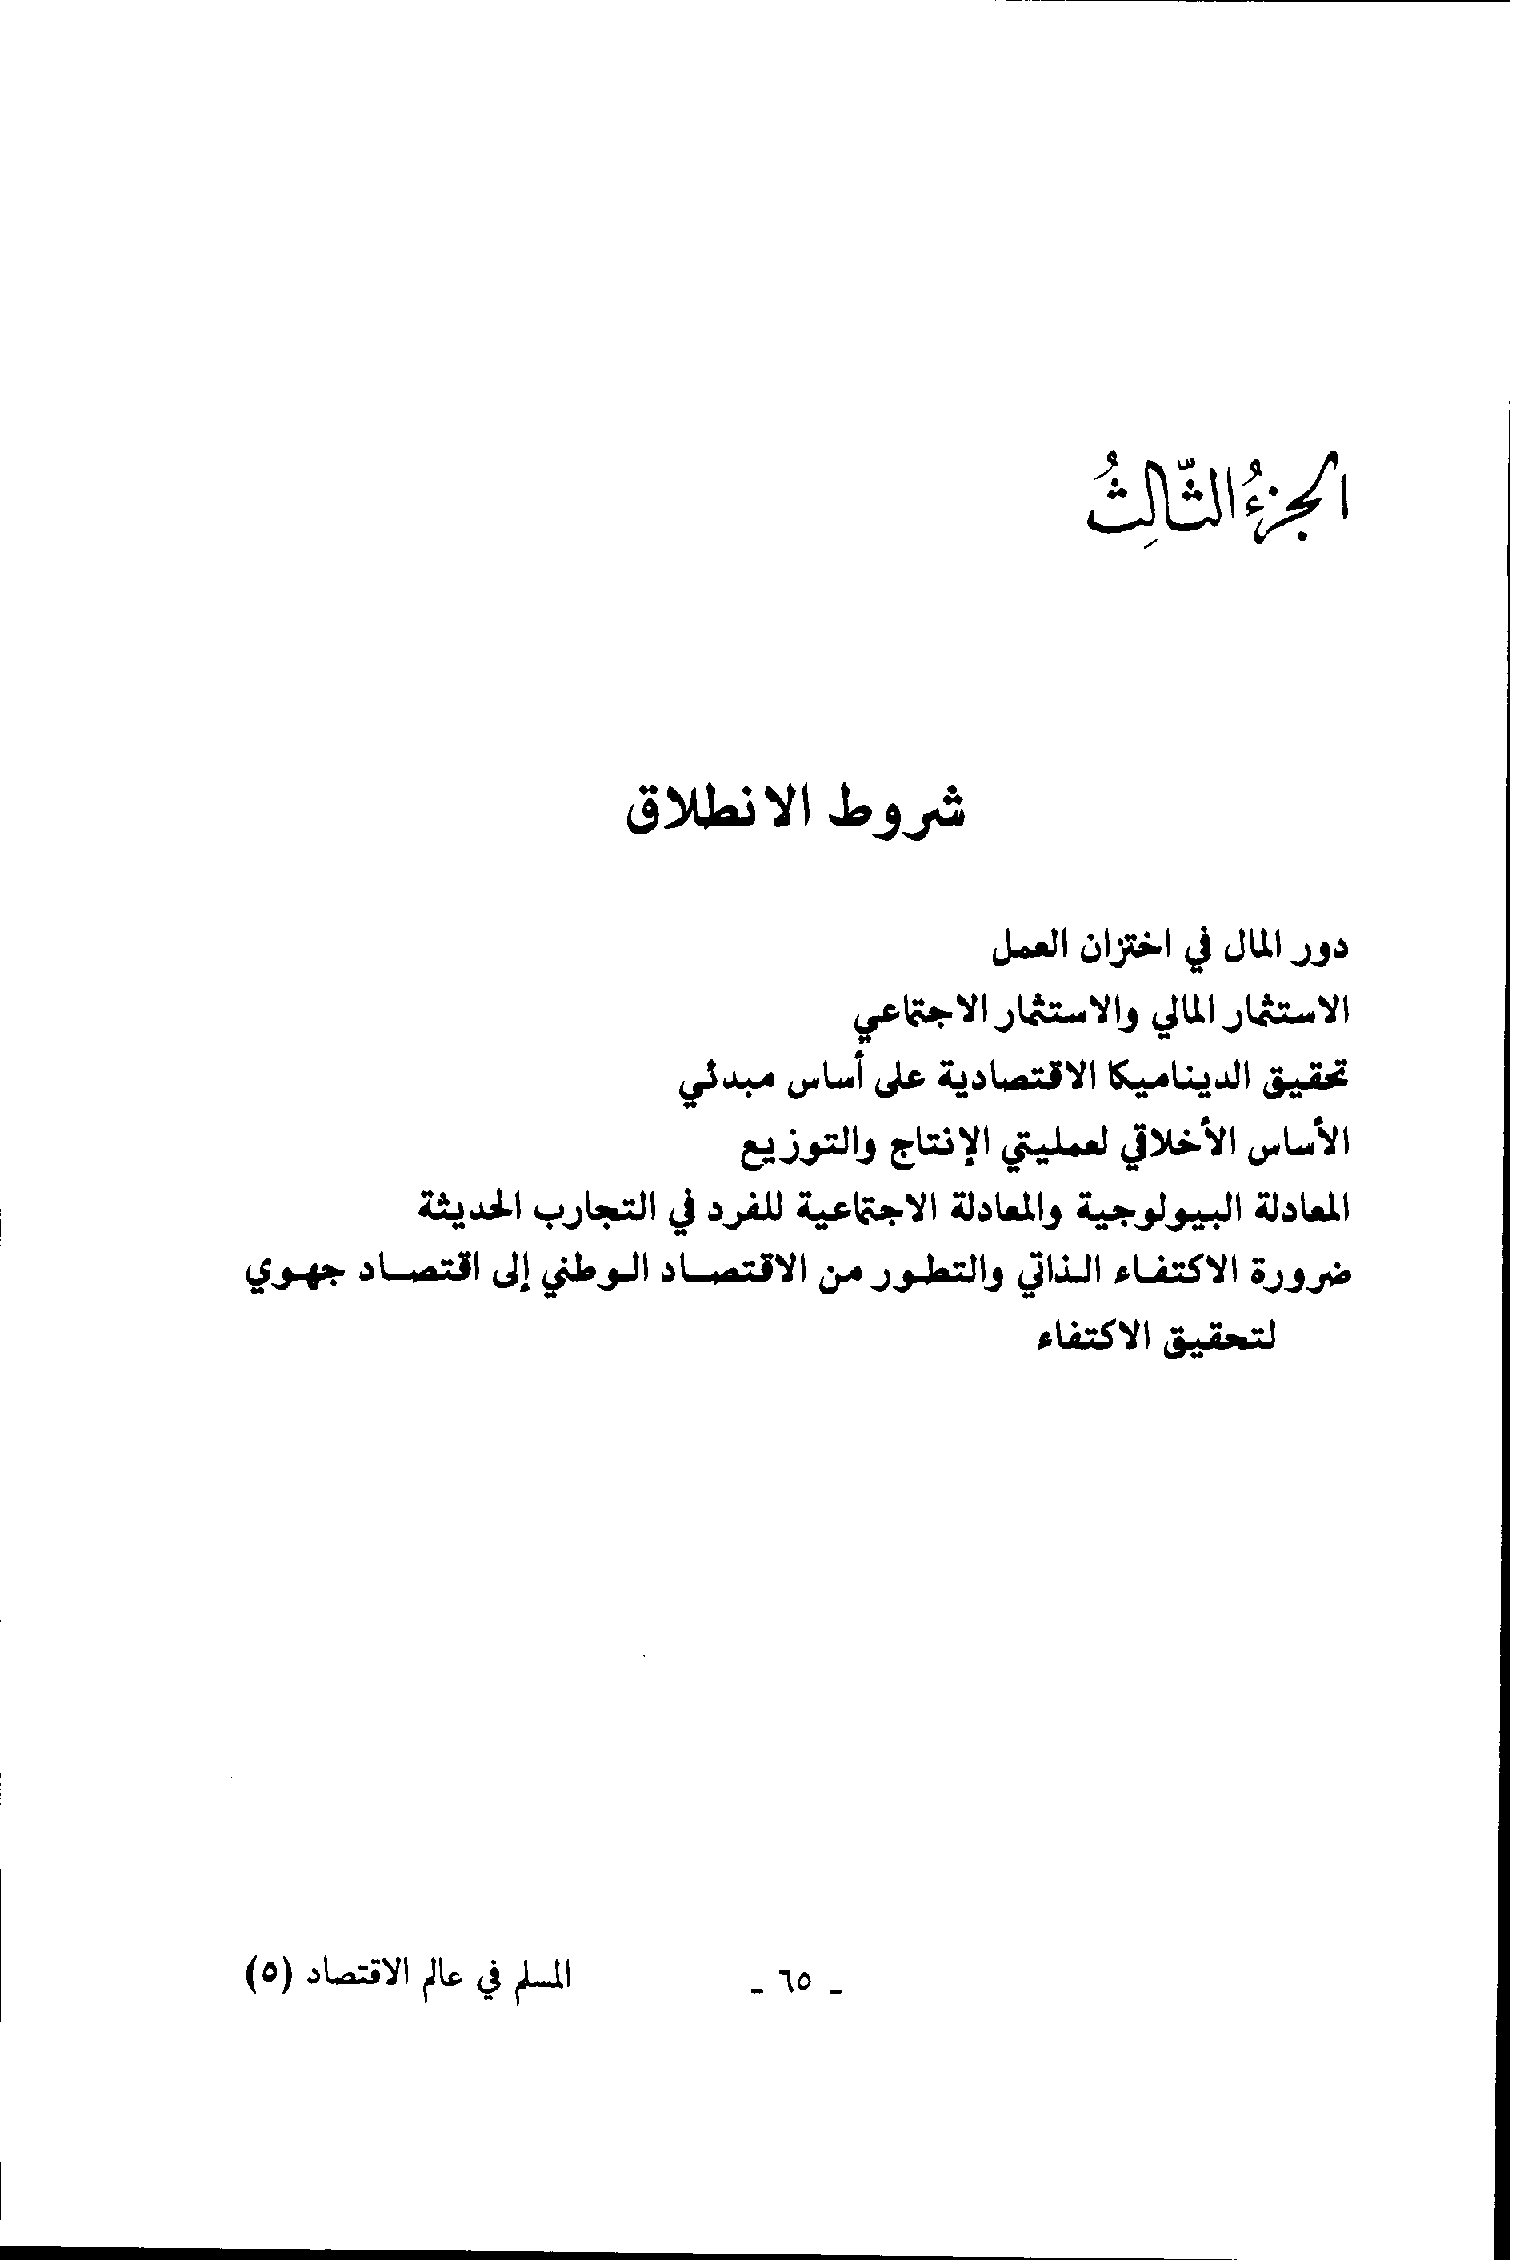 الجزءُ الثّالِثُ
شروط الانطلاق
دور المال في اختزان العمل
الاستثمار المالي والاستثمار الاجتماعي
تحقيق الديناميكا الاقتصادية على أساس مبدئي
الأساس الأخلاقي لعمليتي الإنتاج والتوزيع
المعادلة البيولوجية والمعادلة الاجتماعية للفرد في التجارب الحديثة
ضرورة الاكتفاء الذاتي والتطور من الاقتصاد الوطني إلى اقتصاد جهوي
لتحقيق الاكتفاء
- ٦٥ - المسلم في عالم الاقتصاد (٥)